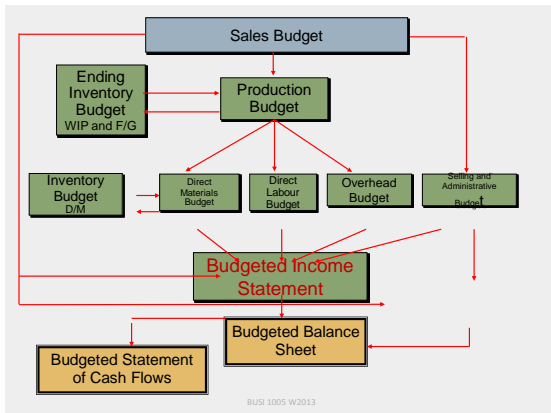 Sales Budget
Ending
Inventory
Budget
WIP and F/G
Production
Budget
Inventory
Budget
D/M
Direct
Materials
Budget
Direct
Labour
Budget
Overhead
Budget
Selling and
Administrative
Budget
Budgeted Income
Statement
Budgeted Balance
Sheet
Budgeted Statement
of Cash Flows
BUSI 1005 W2013